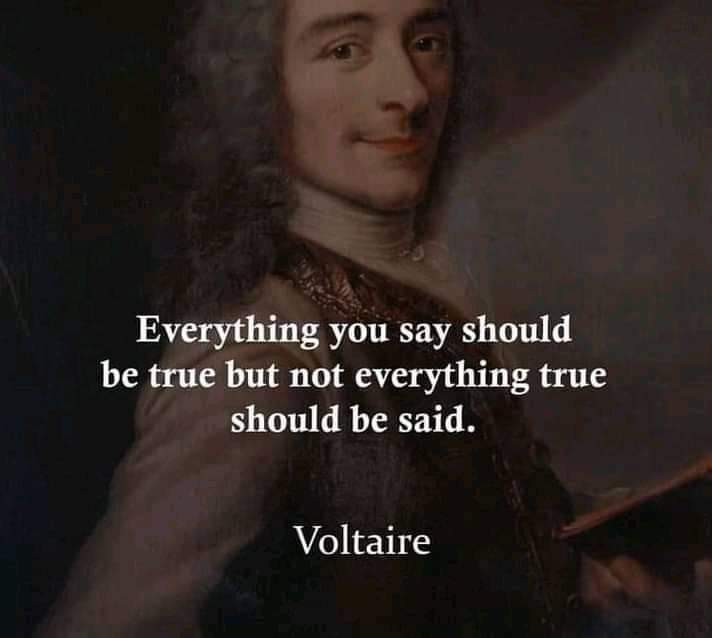 Everything you say should
be true but not everything true
should be said.
Voltaire